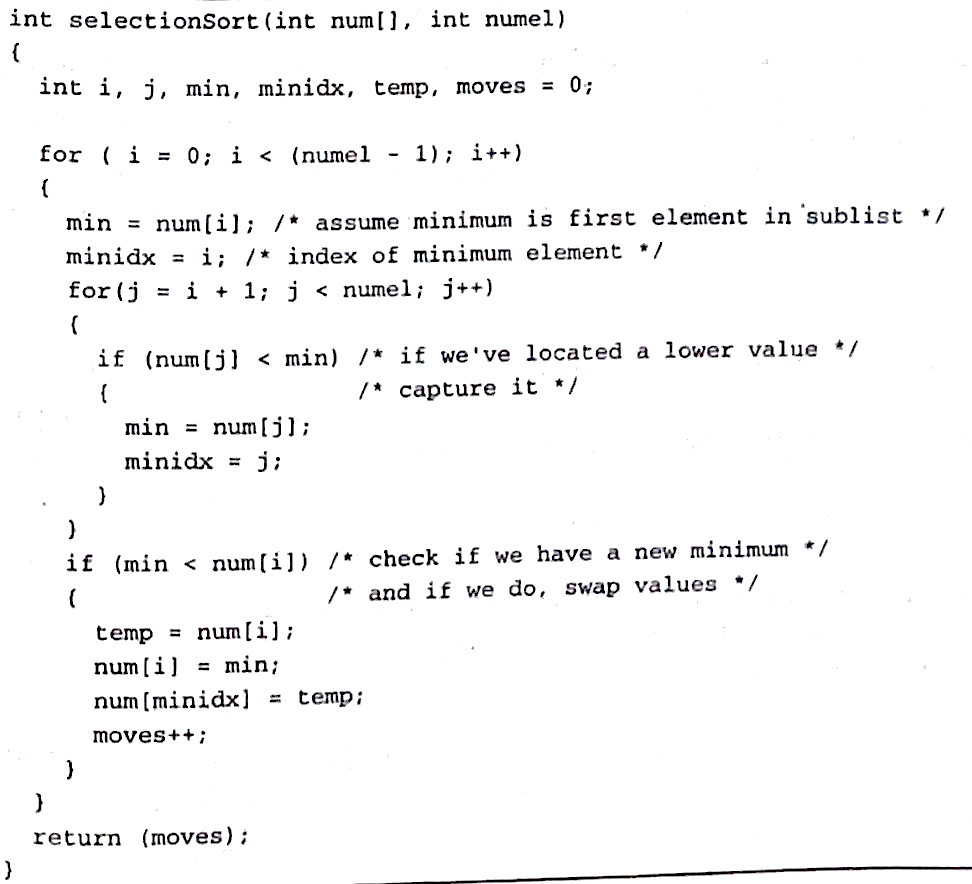 int selectionSort(int num[], int numel)
{
  int i, j, min, minidx, temp, moves = 0;

  for ( i = 0; i < (numel - 1); i++)
  {
    min = num[i]; /* assume minimum is first element in sublist */
    minidx = i; /* index of minimum element */
    for(j = i + 1; j < numel; j++)
    {
      if (num[j] < min) /* if we've located a lower value */
      {                 /* capture it */
        min = num[j];
        minidx = j;
      }
    }
    if (min < num[i]) /* check if we have a new minimum */
    {                 /* and if we do, swap values */
      temp = num[i];
      num[i] = min;
      num[minidx] = temp;
      moves++;
    }
  }
  return (moves);
}